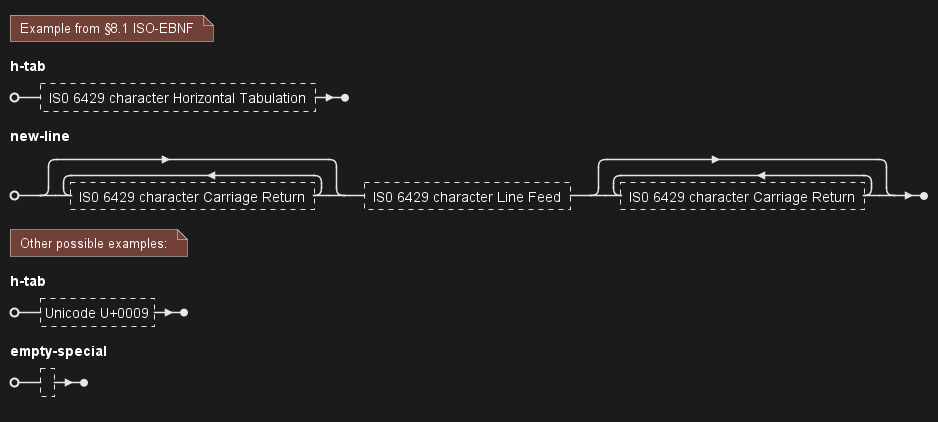 Example from §8.1 ISO-EBNF
h-tab
IS0 6429 character Horizontal Tabulation
new-line
IS0 6429 character Carriage Return IS0 6429 character Line Feed IS0 6429 character Carriage Return
Other possible examples:
h-tab
Unicode U+0009
empty-special